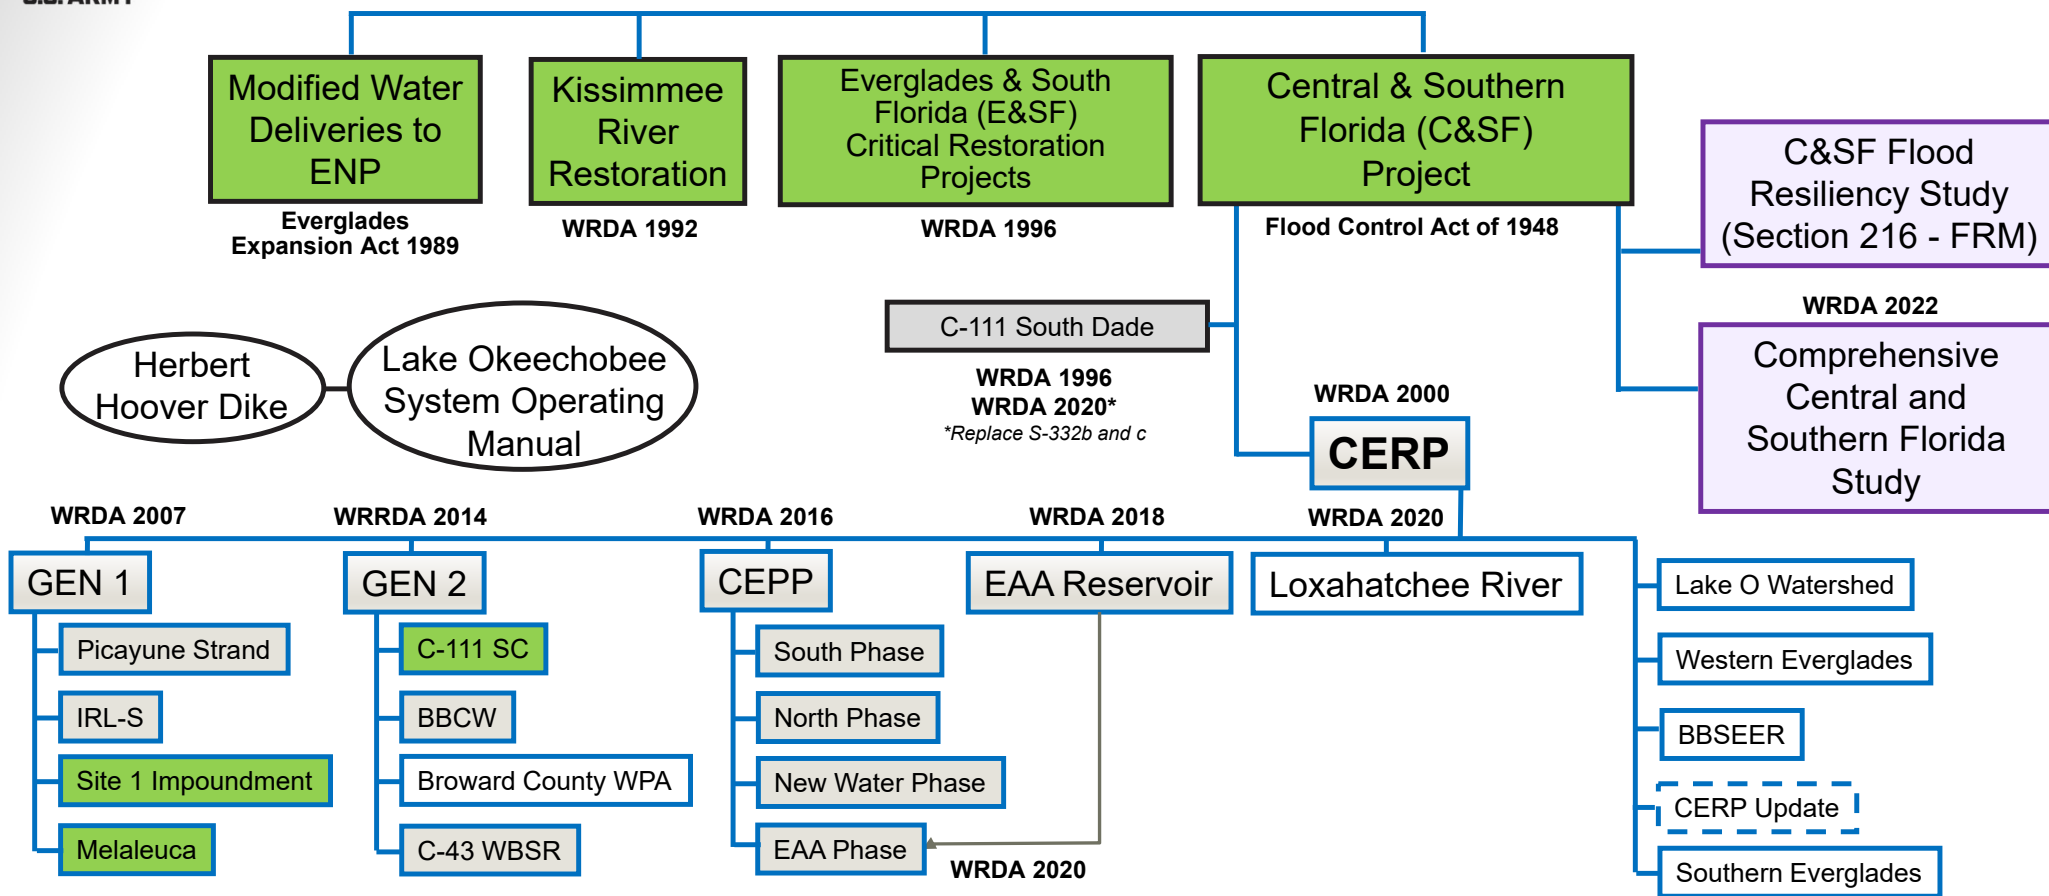 U.S. ARMY
Modified Water
Deliveries to
ENP
Everglades
Expansion Act 1989
Kissimmee
River
Restoration
WRDA 1992
Everglades & South
Florida (E&SF)
Critical Restoration
Projects
WRDA 1996
Central & Southern
Florida (C&SF)
Project
Flood Control Act of 1948
C&SF Flood
Resiliency Study
(Section 216 - FRM)
WRDA 2022
Comprehensive
Central and
Southern Florida
Study
Herbert
Hoover Dike
Lake Okeechobee
System Operating
Manual
C-111 South Dade
WRDA 1996
WRDA 2020*
*Replace S-332b and c
WRDA 2000
CERP
WRDA 2007
GEN 1
Picayune Strand
IRL-S
Site 1 Impoundment
Melaleuca
WRRDA 2014
GEN 2
C-111 SC
BBCW
Broward County WPA
C-43 WBSR
WRDA 2016
CEPP
South Phase
North Phase
New Water Phase
EAA Phase
WRDA 2018
EAA Reservoir
WRDA 2020
WRDA 2020
Loxahatchee River
Lake O Watershed
Western Everglades
BBSEER
CERP Update
Southern Everglades